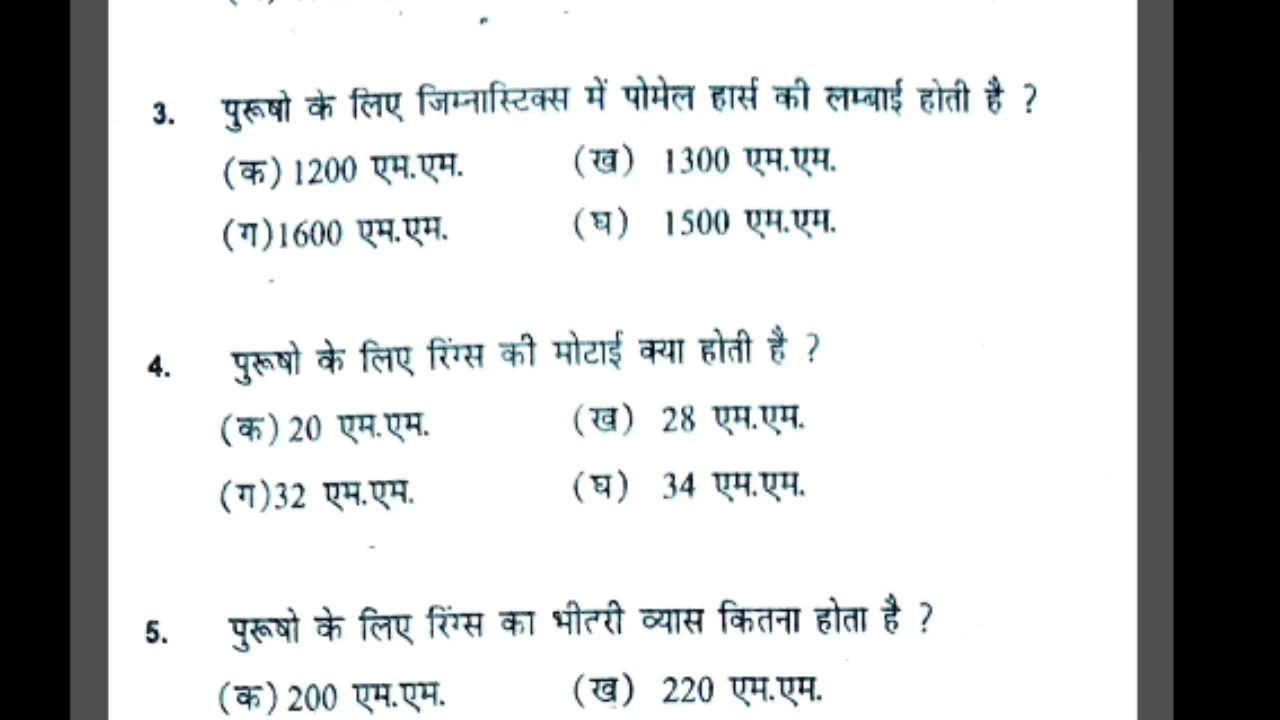 3. पुरूषो के लिए जिम्नास्टिक्स में पोमेल हार्स की लम्बाई होती है ?
(क) 1200 एम.एम. (ख) 1300 एम.एम.
(ग)1600 एम.एम. (घ) 1500 एम.एम.
4. पुरूषो के लिए रिंग्स की मोटाई क्या होती है ?
(क) 20 एम.एम. (ख) 28 एम.एम.
(ग)32 एम.एम. (घ) 34 एम.एम.
5. पुरूषो के लिए रिंग्स का भीतरी व्यास कितना होता है ?
(क) 200 एम.एम. (ख) 220 एम.एम.